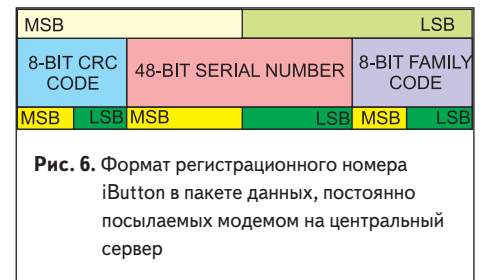 MSB LSB
8-BIT CRC CODE 48-BIT SERIAL NUMBER 8-BIT FAMILY CODE
MSB LSB MSB LSB MSB LSB
Рис. 6. Формат регистрационного номера
iButton в пакете данных, постоянно
посылаемых модемом на центральный
сервер